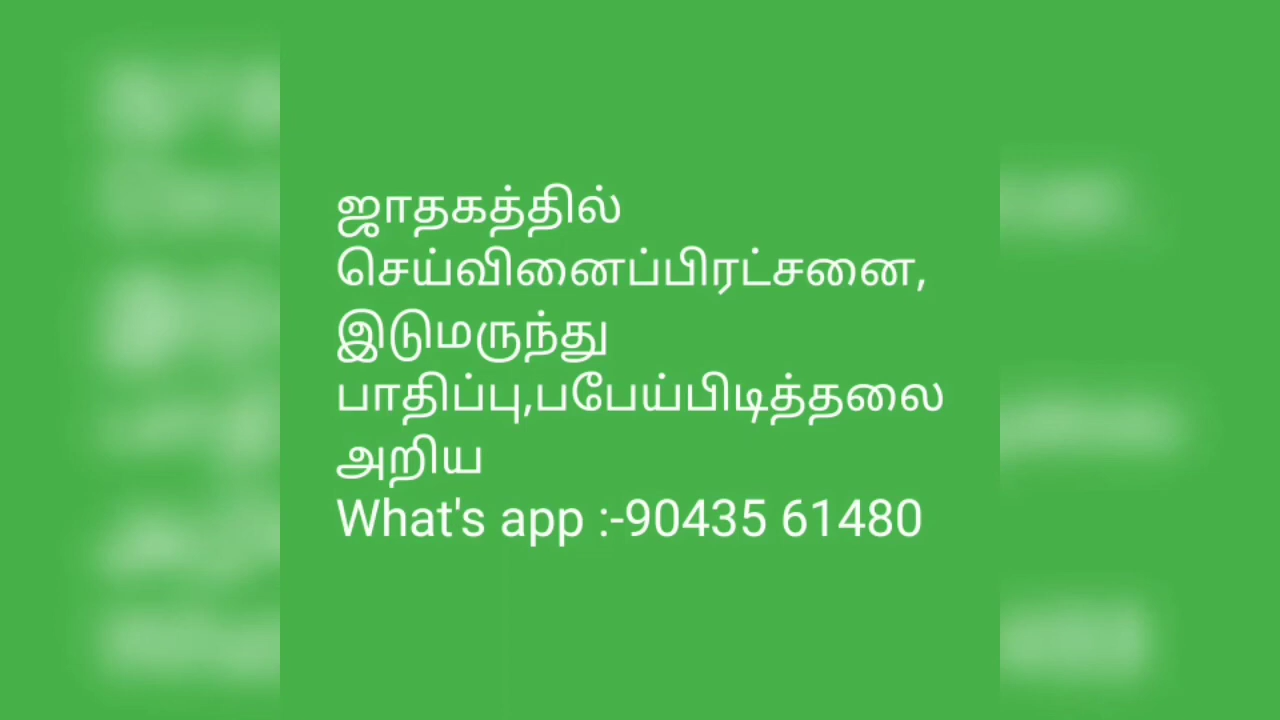 ஜாதகத்தில்
செய்வினைப்பிரட்சனை,
இடுமருந்து
பாதிப்பு,பபேய்பிடித்தலை
அறிய
What's app :-90435 61480